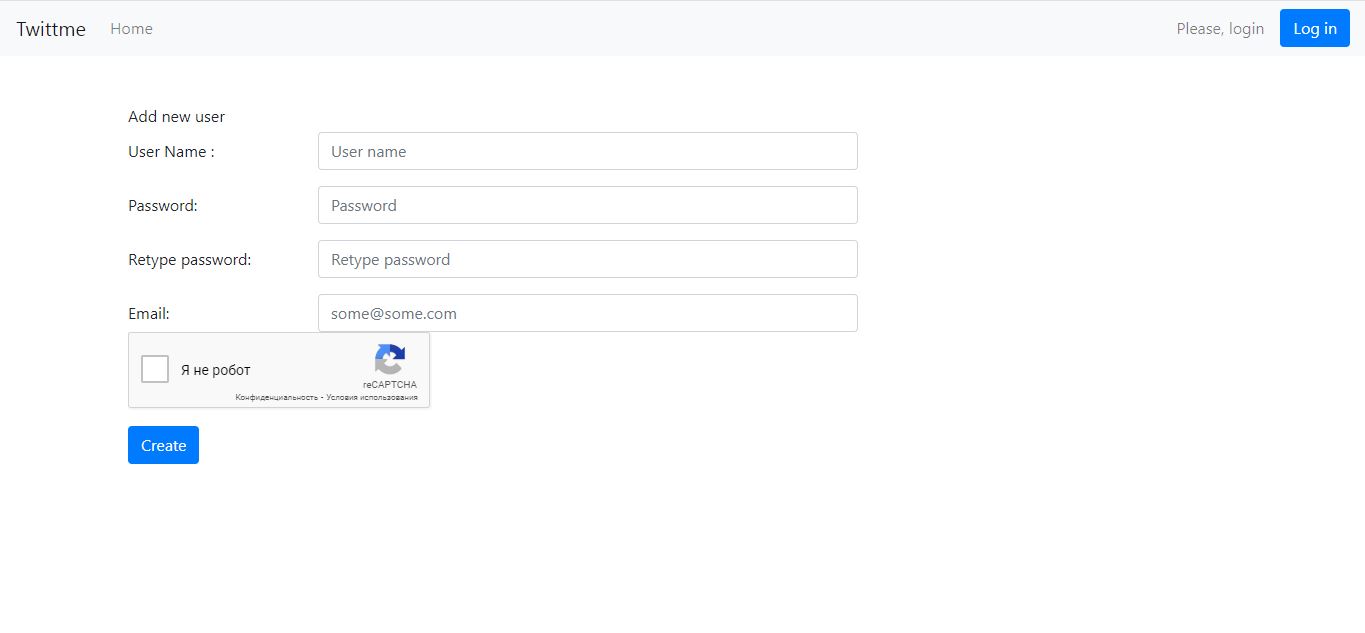 Twittme Home Please, login Log in
Add new user
User Name : User name
Password: Password
Retype password: Retype password
Email: some@some.com
Я не робот
reCAPTCHA
Конфиденциальность - Условия использования
Create